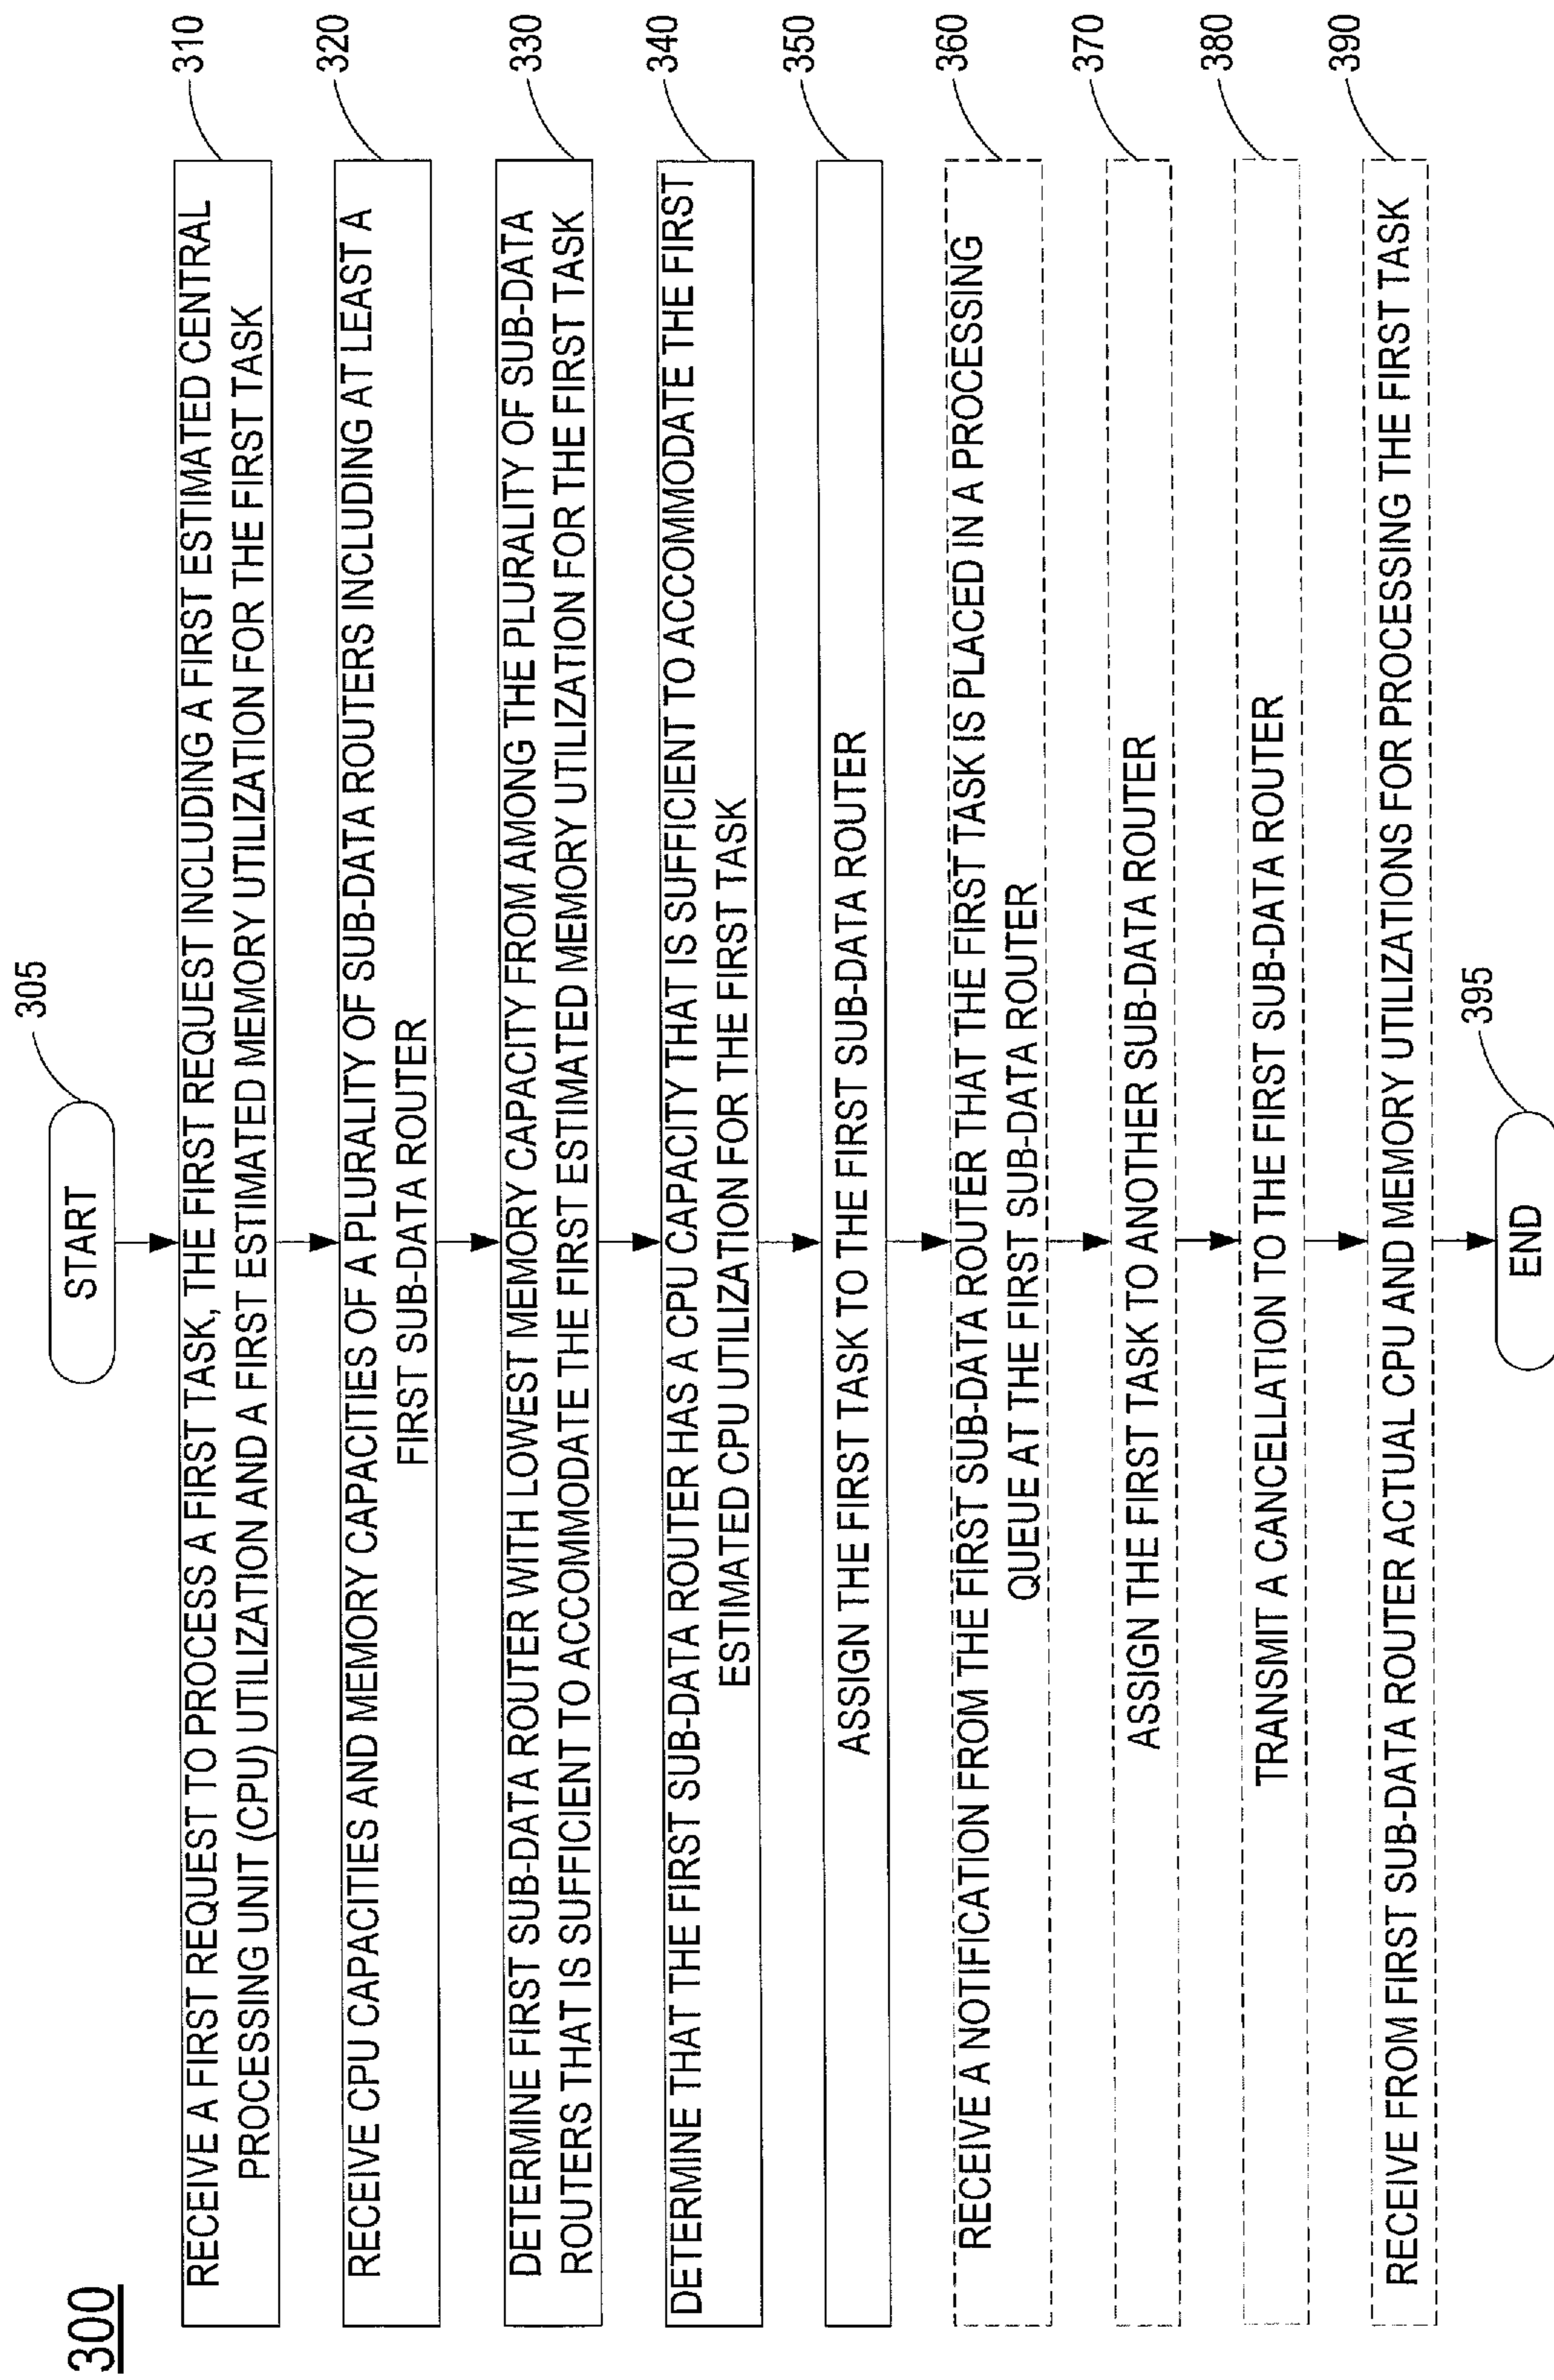 300
START
305
RECEIVE A FIRST REQUEST TO PROCESS A FIRST TASK, THE FIRST REQUEST INCLUDING A FIRST ESTIMATED CENTRAL
PROCESSING UNIT (CPU) UTILIZATION AND A FIRST ESTIMATED MEMORY UTILIZATION FOR THE FIRST TASK
310
RECEIVE CPU CAPACITIES AND MEMORY CAPACITIES OF A PLURALITY OF SUB-DATA ROUTERS INCLUDING AT LEAST A
FIRST SUB-DATA ROUTER
320
DETERMINE FIRST SUB-DATA ROUTER WITH LOWEST MEMORY CAPACITY FROM AMONG THE PLURALITY OF SUB-DATA
ROUTERS THAT IS SUFFICIENT TO ACCOMMODATE THE FIRST ESTIMATED MEMORY UTILIZATION FOR THE FIRST TASK
330
DETERMINE THAT THE FIRST SUB-DATA ROUTER HAS A CPU CAPACITY THAT IS SUFFICIENT TO ACCOMMODATE THE FIRST
ESTIMATED CPU UTILIZATION FOR THE FIRST TASK
340
ASSIGN THE FIRST TASK TO THE FIRST SUB-DATA ROUTER
350
RECEIVE A NOTIFICATION FROM THE FIRST SUB-DATA ROUTER THAT THE FIRST TASK IS PLACED IN A PROCESSING
QUEUE AT THE FIRST SUB-DATA ROUTER
360
ASSIGN THE FIRST TASK TO ANOTHER SUB-DATA ROUTER
370
TRANSMIT A CANCELLATION TO THE FIRST SUB-DATA ROUTER
380
RECEIVE FROM FIRST SUB-DATA ROUTER ACTUAL CPU AND MEMORY UTILIZATIONS FOR PROCESSING THE FIRST TASK
390
END
395